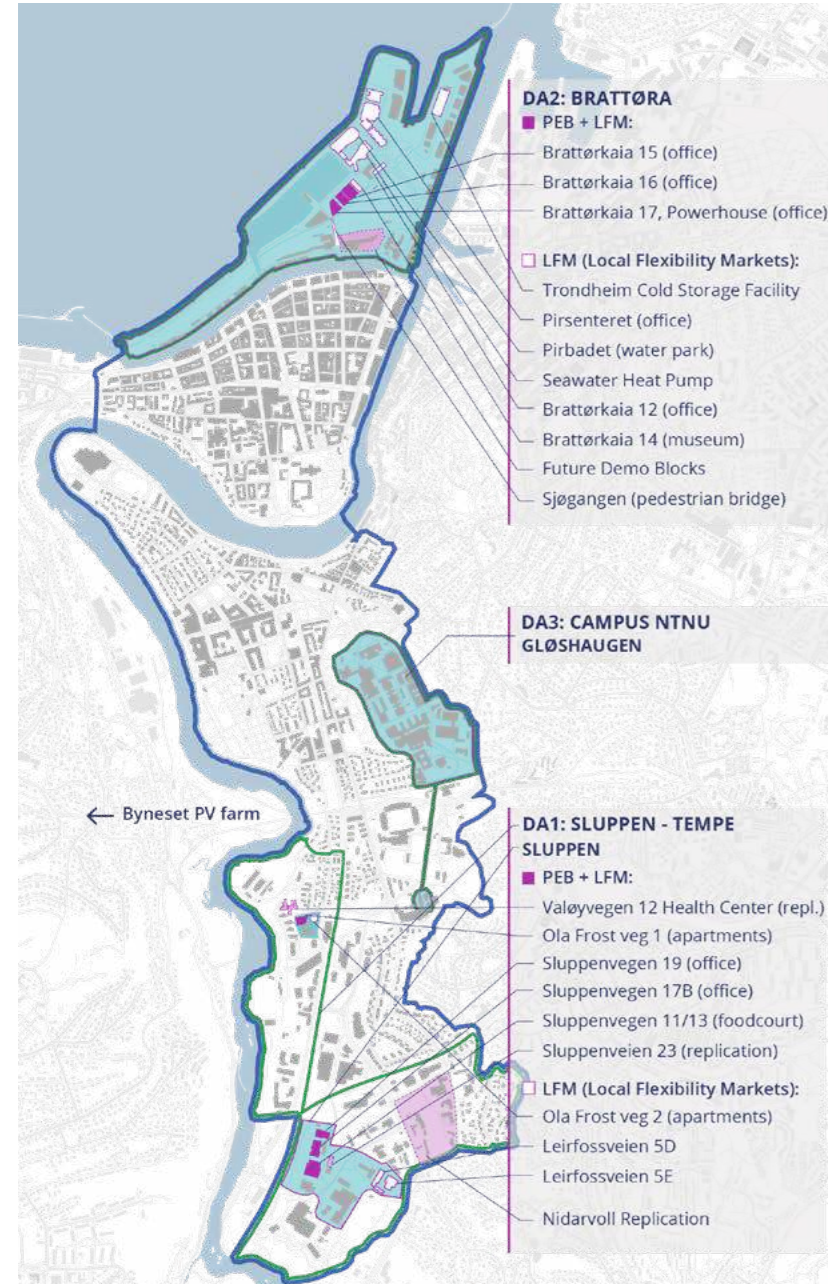 DA2: BRATTØRA
PEB + LFM:
Brattørkaia 15 (office)
Brattørkaia 16 (office)
Brattørkaia 17, Powerhouse (office)
LFM (Local Flexibility Markets):
Trondheim Cold Storage Facility
Pirsenteret (office)
Pirbadet (water park)
Seawater Heat Pump
Brattørkaia 12 (office)
Brattørkaia 14 (museum)
Future Demo Blocks
Sjøgangen (pedestrian bridge)
DA3: CAMPUS NTNU
GLØSHAUGEN
← Byneset PV farm
DA1: SLUPPEN - TEMPE
SLUPPEN
PEB + LFM:
Valøyvegen 12 Health Center (repl.)
Ola Frost veg 1 (apartments)
Sluppenvegen 19 (office)
Sluppenvegen 17B (office)
Sluppenvegen 11/13 (foodcourt)
Sluppenveien 23 (replication)
LFM (Local Flexibility Markets):
Ola Frost veg 2 (apartments)
Leirfossveien 5D
Leirfossveien 5E
Nidarvoll Replication